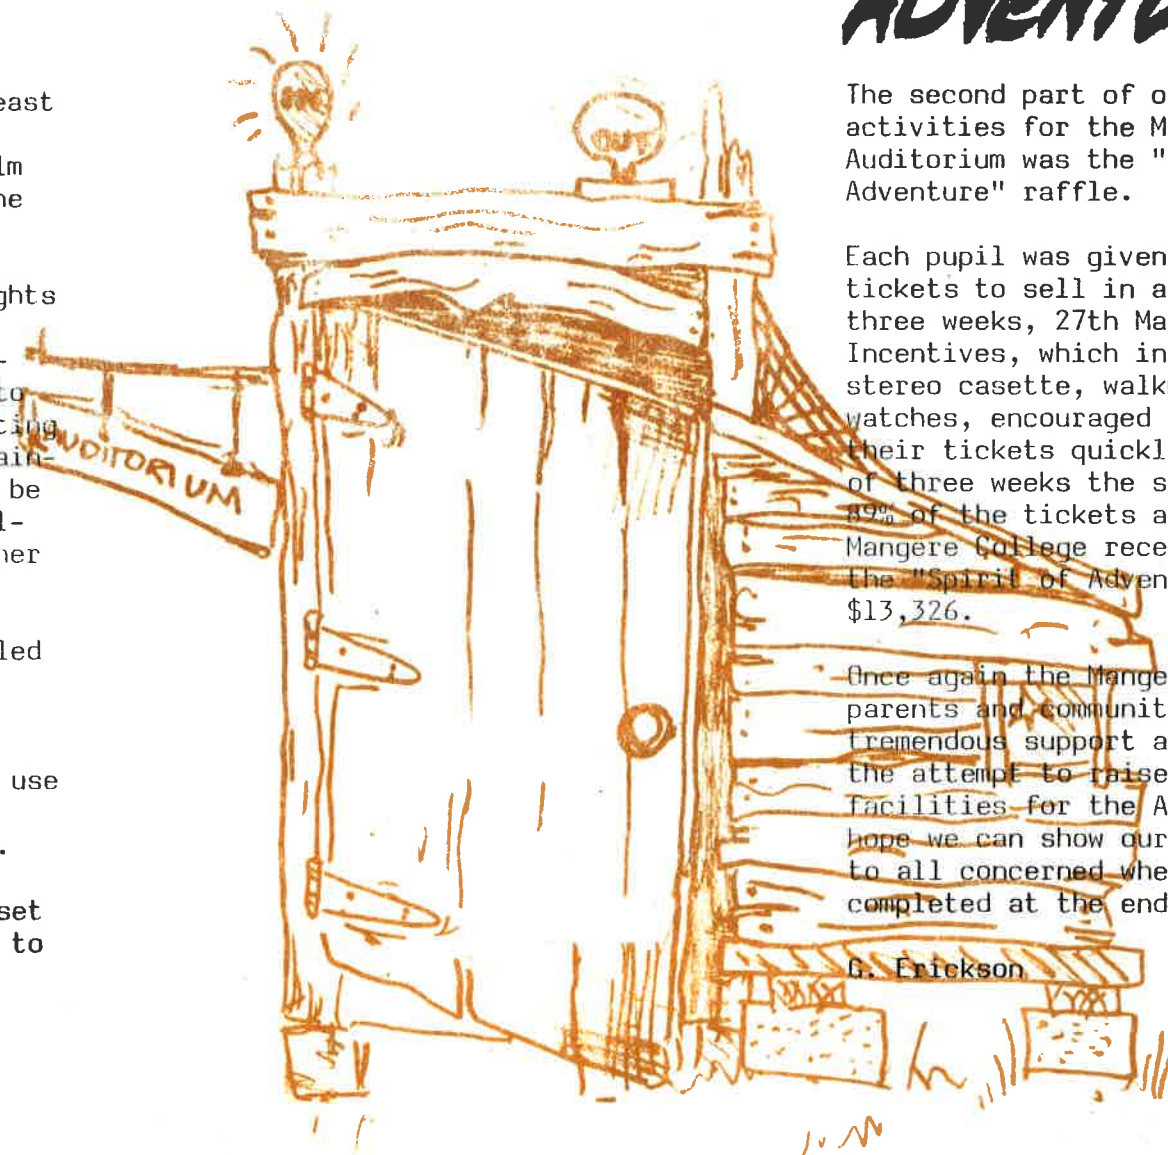 east
ghts
-
to
ting
ain-
be
l-
her
led
use
.
set
to
OUT
AUDITORIUM
The second part of o
activities for the M
Auditorium was the "
Adventure" raffle.
Each pupil was given
tickets to sell in a
three weeks, 27th Ma
Incentives, which in
stereo casette, walk
watches, encouraged
their tickets quickl
of three weeks the s
89% of the tickets a
Mangere College rece
the "Spirit of Adven
$13,326.
Once again the Mange
parents and communit
tremendous support a
the attempt to raise
facilities for the A
hope we can show our
to all concerned whe
completed at the end
G. Erickson